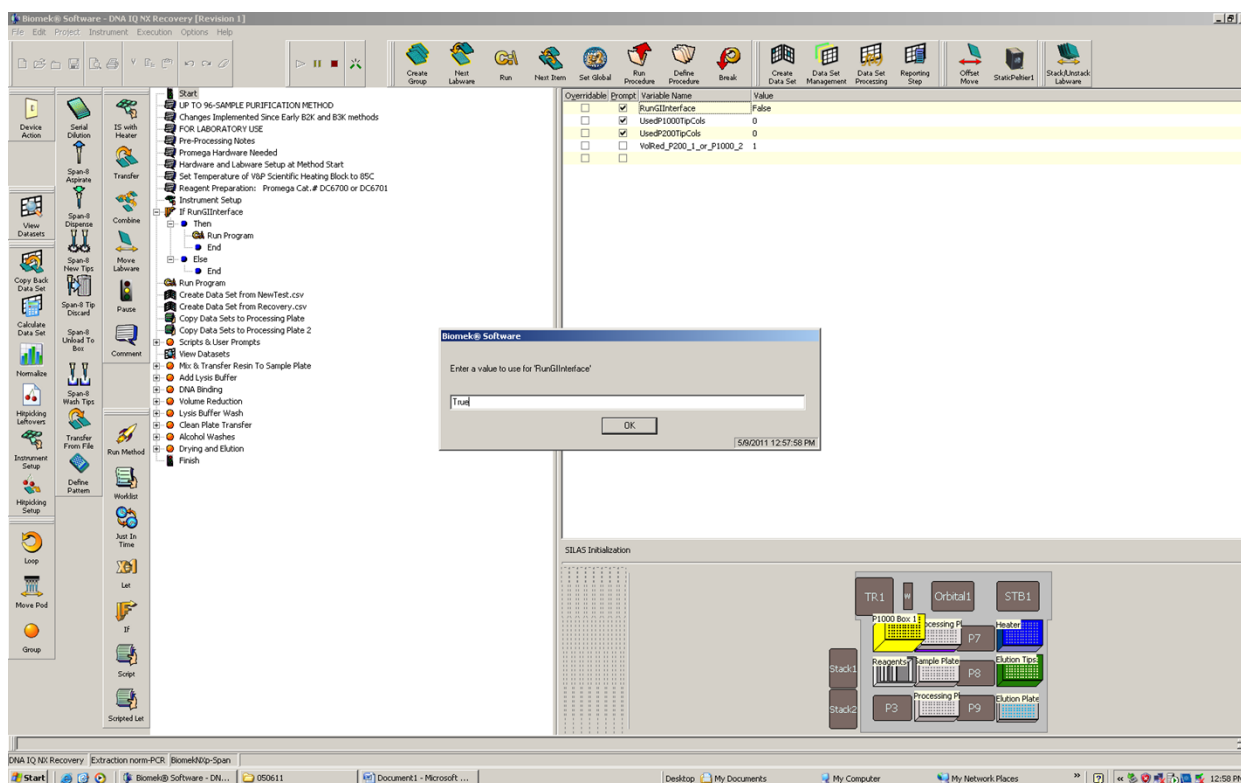 Biomek® Software - DNA IQ NX Recovery [Revision 1]
File Edit Project Instrument Execution Options Help
Create Group
Next Labware
Run
Next Item
Set Global
Run Procedure
Define Procedure
Break
Create Data Set
Data Set Management
Data Set Processing
Reporting Step
Offset Move
StaticPeltier1
Stack/Unstack Labware
Device Action
View Datasets
Copy Back Data Set
Calculate Data Set
Normalize
Hitpicking Leftovers
Instrument Setup
Hitpicking Setup
Loop
Move Pod
Group
Serial Dilution
Span-8 Aspirate
Span-8 Dispense
Span-8 New Tips
Span-8 Tip Discard
Span-8 Unload To Box
Span-8 Wash Tips
Transfer From File
Define Pattern
IS with Heater
Transfer
Combine
Move Labware
Pause
Comment
Run Method
Worklist
Just In Time
Let
If
Script
Scripted Let
Start
UP TO 96-SAMPLE PURIFICATION METHOD
Changes Implemented Since Early B2K and B3K methods
FOR LABORATORY USE
Pre-Processing Notes
Promega Hardware Needed
Hardware and Labware Setup at Method Start
Set Temperature of V&P Scientific Heating Block to 85C
Reagent Preparation: Promega Cat.# DC6700 or DC6701
Instrument Setup
If RunGIInterface
Then
Run Program
End
Else
End
Run Program
Create Data Set from NewTest.csv
Create Data Set from Recovery.csv
Copy Data Sets to Processing Plate
Copy Data Sets to Processing Plate 2
Scripts & User Prompts
View Datasets
Mix & Transfer Resin To Sample Plate
Add Lysis Buffer
DNA Binding
Volume Reduction
Lysis Buffer Wash
Clean Plate Transfer
Alcohol Washes
Drying and Elution
Finish
Overridable Prompt Variable Name Value
RunGIInterface False
UsedP1000TipCols 0
UsedP200TipCols 0
VolRed_P200_1_or_P1000_2 1
Biomek® Software
Enter a value to use for 'RunGIInterface'
True
OK
5/9/2011 12:57:58 PM
SILAS Initialization
TR1 W Orbital1 STB1
P1000 Box 1 ocessing Pl P7 Heater
Stack1 Reagents Sample Plate P8 Elution Tips
Stack2 P3 Processing Pl P9 Elution Plate
DNA IQ NX Recovery Extraction norm-PCR BiomekNXp-Span
Start Biomek® Software - DN... 050611 Document1 - Microsoft ... Desktop My Documents My Computer My Network Places » « 12:58 PM